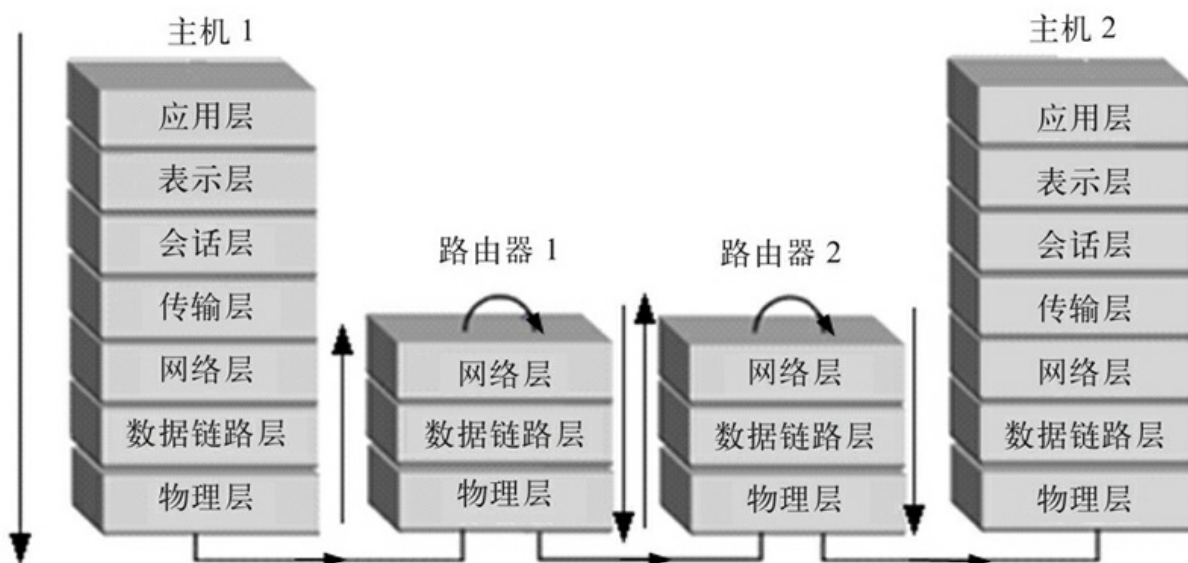 主机 1
应用层
表示层
会话层
传输层
网络层
数据链路层
物理层
路由器 1
网络层
数据链路层
物理层
路由器 2
网络层
数据链路层
物理层
主机 2
应用层
表示层
会话层
传输层
网络层
数据链路层
物理层